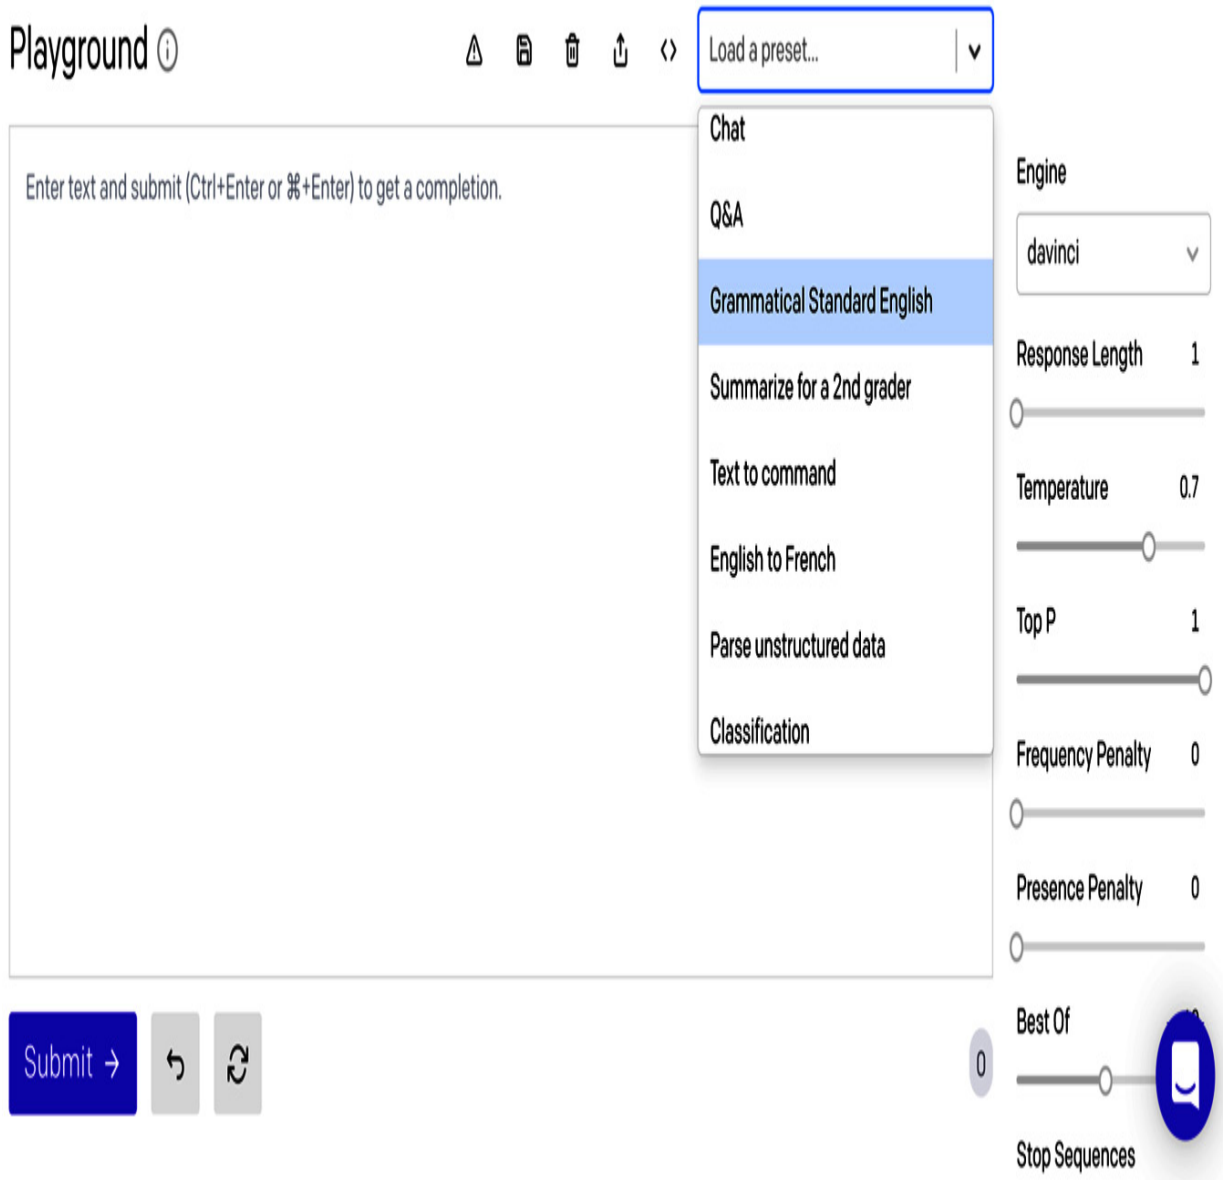 Playground
Load a preset...
Chat
Q&A
Grammatical Standard English
Summarize for a 2nd grader
Text to command
English to French
Parse unstructured data
Classification
Enter text and submit (Ctrl+Enter or ⌘+Enter) to get a completion.
Submit →
0
Engine
davinci
Response Length 1
Temperature 0.7
Top P 1
Frequency Penalty 0
Presence Penalty 0
Best Of
Stop Sequences